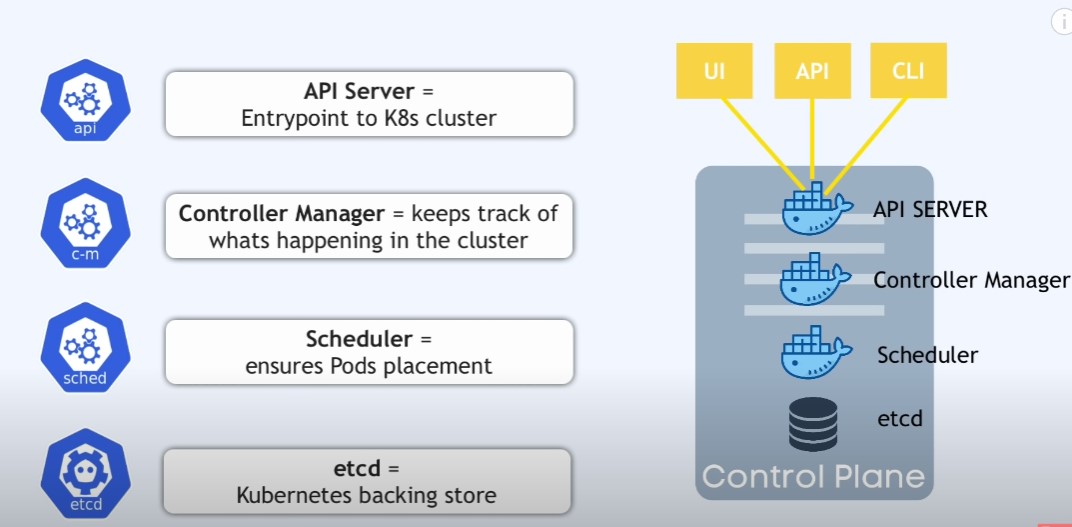 api
API Server =
Entrypoint to K8s cluster
c-m
Controller Manager = keeps track of
whats happening in the cluster
sched
Scheduler =
ensures Pods placement
etcd
etcd =
Kubernetes backing store
UI
API
CLI
API SERVER
Controller Manager
Scheduler
etcd
Control Plane
i